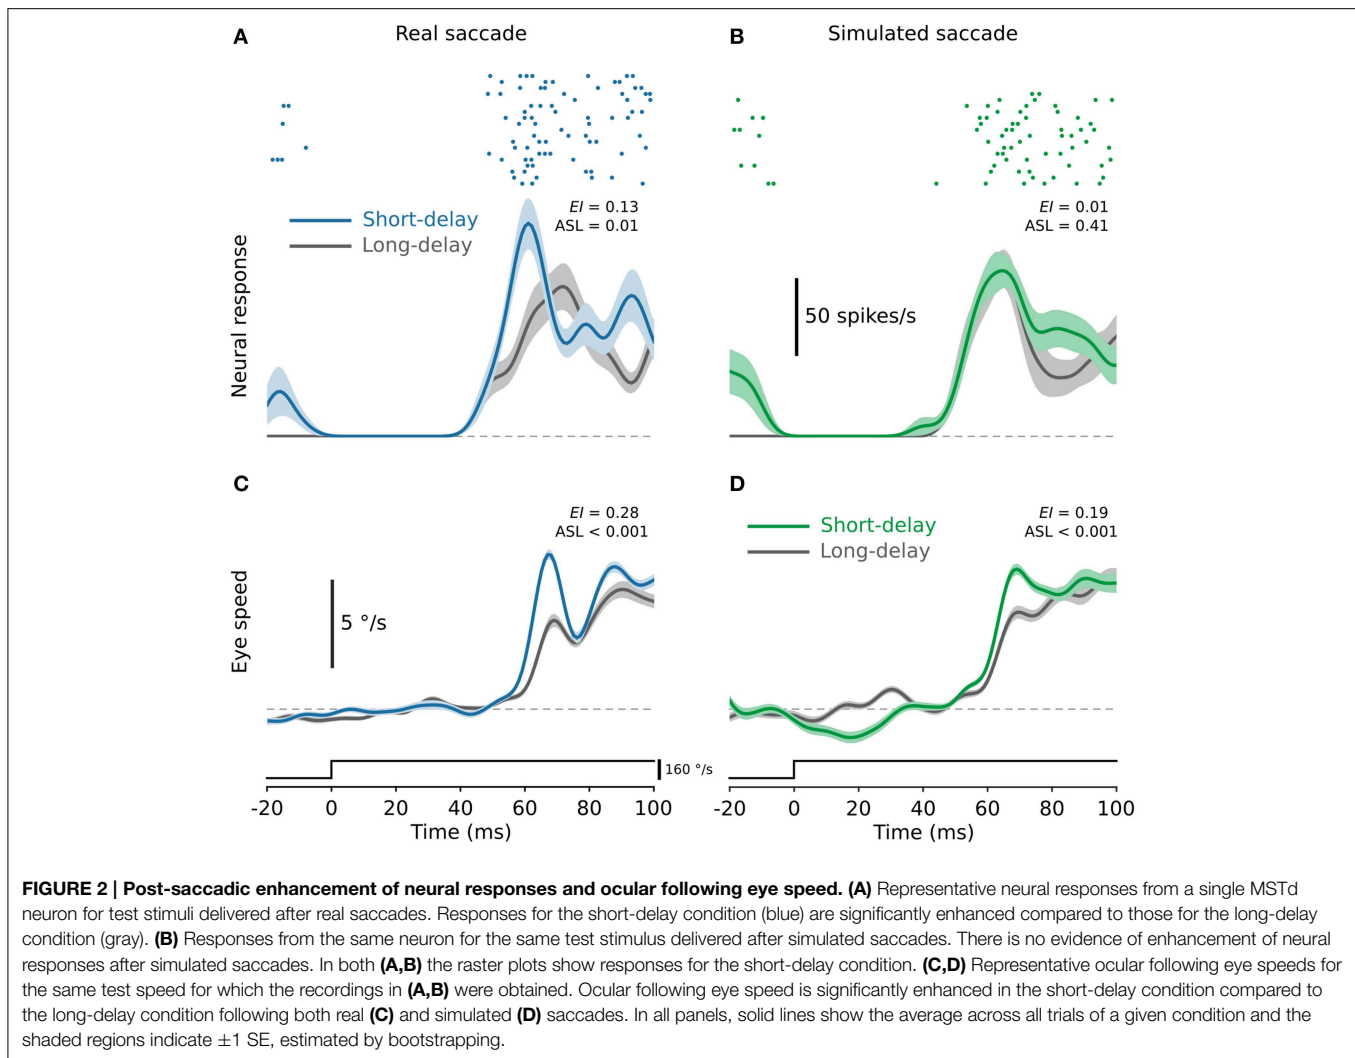 A
Real saccade
B
Simulated saccade
EI = 0.13
ASL = 0.01
Short-delay
Long-delay
EI = 0.01
ASL = 0.41
Neural response
50 spikes/s
C
D
EI = 0.28
ASL < 0.001
EI = 0.19
ASL < 0.001
Short-delay
Long-delay
Eye speed
5 °/s
160 °/s
-20 0 20 40 60 80 100
Time (ms)
-20 0 20 40 60 80 100
Time (ms)
FIGURE 2 | Post-saccadic enhancement of neural responses and ocular following eye speed. (A) Representative neural responses from a single MSTd
neuron for test stimuli delivered after real saccades. Responses for the short-delay condition (blue) are significantly enhanced compared to those for the long-delay
condition (gray). (B) Responses from the same neuron for the same test stimulus delivered after simulated saccades. There is no evidence of enhancement of neural
responses after simulated saccades. In both (A,B) the raster plots show responses for the short-delay condition. (C,D) Representative ocular following eye speeds for
the same test speed for which the recordings in (A,B) were obtained. Ocular following eye speed is significantly enhanced in the short-delay condition compared to
the long-delay condition following both real (C) and simulated (D) saccades. In all panels, solid lines show the average across all trials of a given condition and the
shaded regions indicate ±1 SE, estimated by bootstrapping.